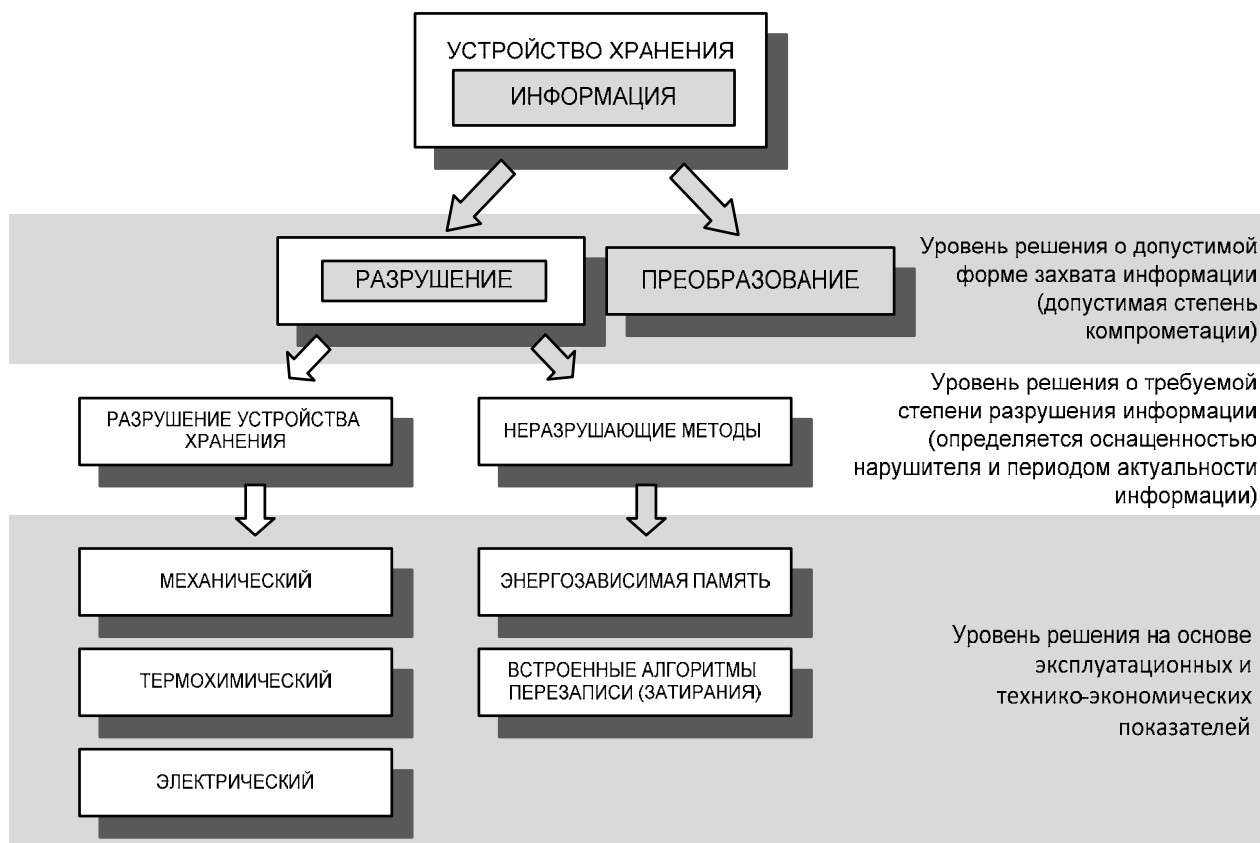 УСТРОЙСТВО ХРАНЕНИЯ
ИНФОРМАЦИЯ
РАЗРУШЕНИЕ
ПРЕОБРАЗОВАНИЕ
Уровень решения о допустимой
форме захвата информации
(допустимая степень
компрометации)
РАЗРУШЕНИЕ УСТРОЙСТВА
ХРАНЕНИЯ
НЕРАЗРУШАЮЩИЕ МЕТОДЫ
Уровень решения о требуемой
степени разрушения информации
(определяется оснащенностью
нарушителя и периодом актуальности
информации)
МЕХАНИЧЕСКИЙ
ЭНЕРГОЗАВИСИМАЯ ПАМЯТЬ
ТЕРМОХИМИЧЕСКИЙ
ВСТРОЕННЫЕ АЛГОРИТМЫ
ПЕРЕЗАПИСИ (ЗАТИРАНИЯ)
ЭЛЕКТРИЧЕСКИЙ
Уровень решения на основе
эксплуатационных и
технико-экономических
показателей